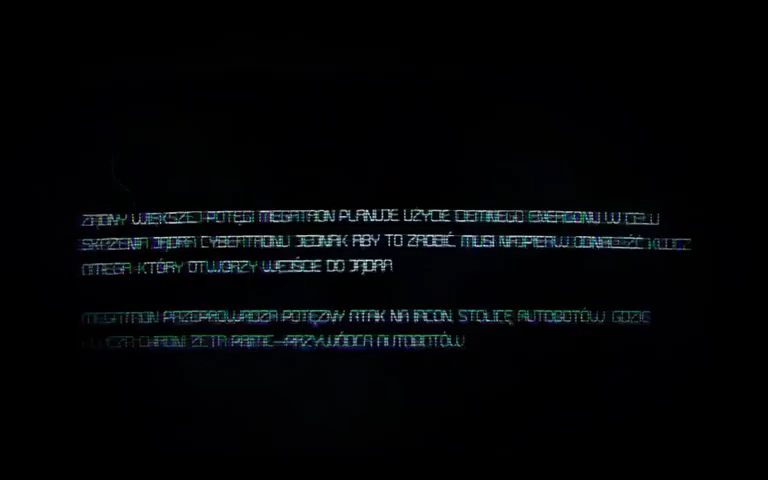 ŻĄDNY WIĘKSZEJ POTĘGI MEGATRON PLANUJE UŻYCIE CIEMNEGO ENERGONU W CELU
SKAŻENIA JĄDRA CYBERTRONU. JEDNAK ABY TO ZROBIĆ, MUSI NAJPIERW ODNALEŹĆ KLUCZ
OMEGA KTÓRY OTWORZY WEJŚCIE DO JĄDRA
MEGATRON PRZEPROWADZA POTĘŻNY ATAK NA IACON, STOLICĘ AUTOBOTÓW, GDZIE
KLUCZA CHRONI ZETA PRIME—PRZYWÓDCA AUTOBOTÓW